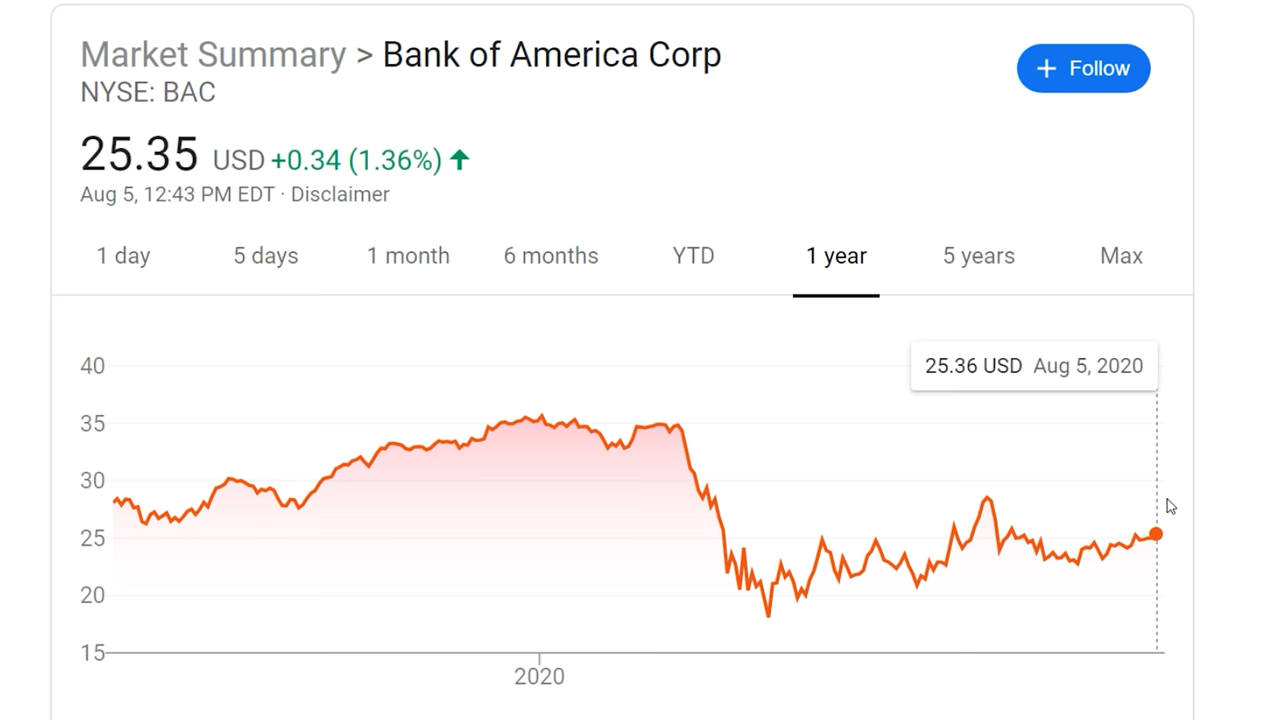 Market Summary > Bank of America Corp
NYSE: BAC
+ Follow
25.35 USD +0.34 (1.36%)
Aug 5, 12:43 PM EDT · Disclaimer
1 day 5 days 1 month 6 months YTD 1 year 5 years Max
25.36 USD Aug 5, 2020
40
35
30
25
20
15
2020